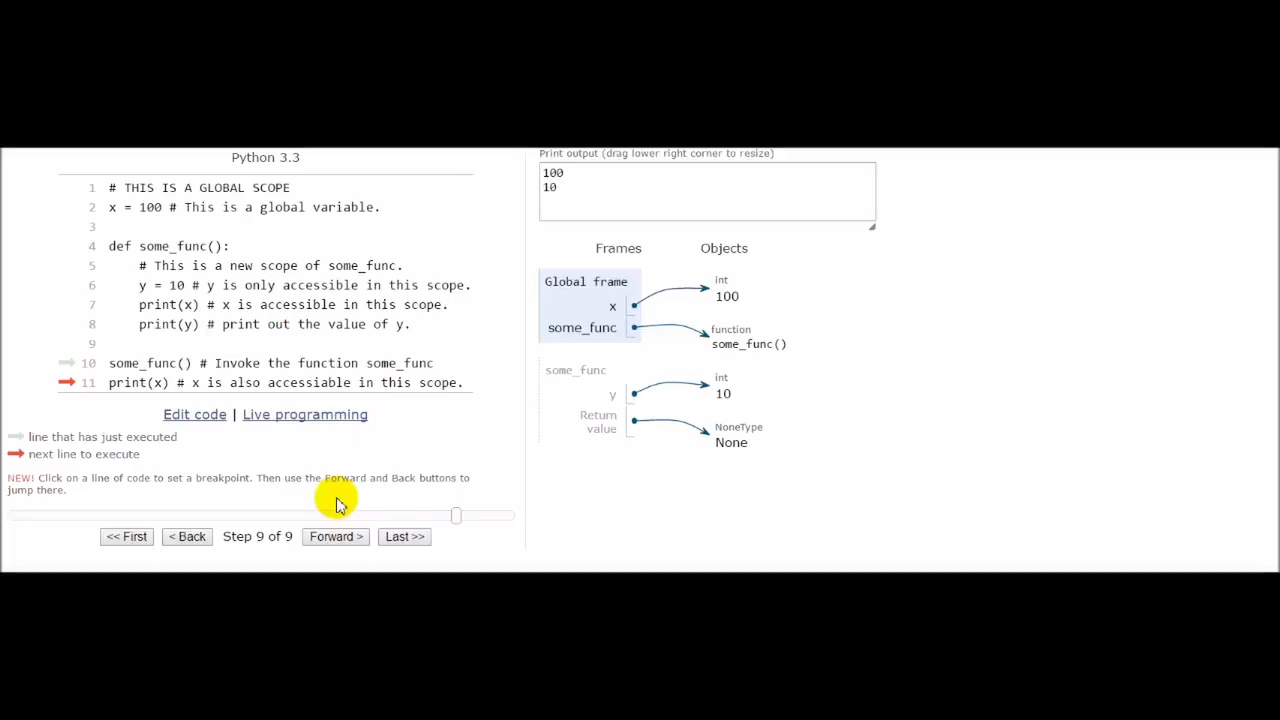 Python 3.3
1 # THIS IS A GLOBAL SCOPE
2 x = 100 # This is a global variable.
3
4 def some_func():
5 # This is a new scope of some_func.
6 y = 10 # y is only accessible in this scope.
7 print(x) # x is accessible in this scope.
8 print(y) # print out the value of y.
9
10 some_func() # Invoke the function some_func
11 print(x) # x is also accessiable in this scope.
Edit code | Live programming
line that has just executed
next line to execute
NEW! Click on a line of code to set a breakpoint. Then use the Forward and Back buttons to
jump there.
<< First < Back Step 9 of 9 Forward > Last >>
Print output (drag lower right corner to resize)
100
10
Frames Objects
Global frame
x
some_func
int
100
function
some_func()
some_func
y
Return
value
int
10
NoneType
None